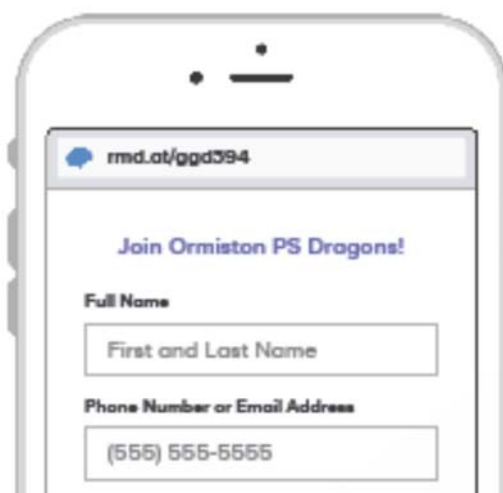 rmd.at/ggd394
Join Ormiston PS Dragons!
Full Name
First and Last Name
Phone Number or Email Address
(555) 555-5555